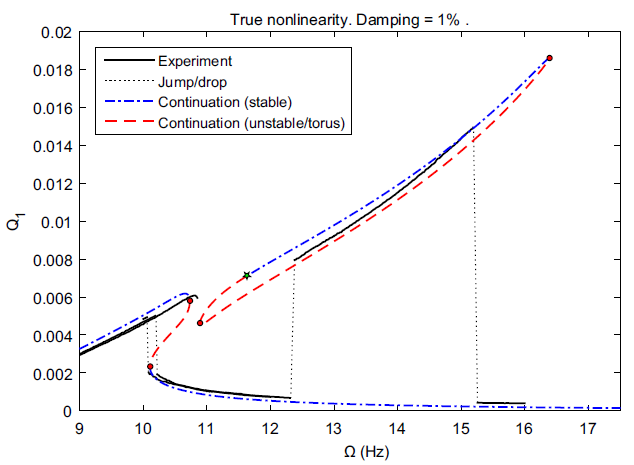 True nonlinearity. Damping = 1% .
0.02
0.018
0.016
0.014
0.012
0.01
0.008
0.006
0.004
0.002
0
Q1
Experiment
Jump/drop
Continuation (stable)
Continuation (unstable/torus)
9 10 11 12 13 14 15 16 17
Ω (Hz)